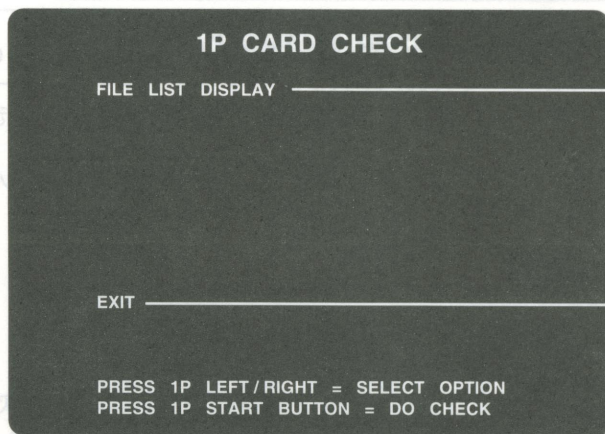 1P CARD CHECK
FILE LIST DISPLAY
EXIT
PRESS 1P LEFT / RIGHT = SELECT OPTION
PRESS 1P START BUTTON = DO CHECK